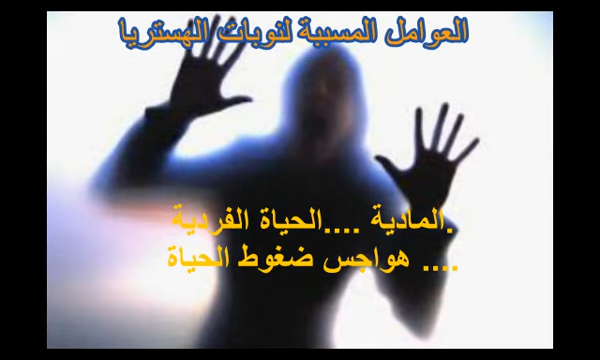 العوامل المسببة لنوبات الهستريا
المادية ....الحياة الفردية.
هواجس ضغوط الحياة ....